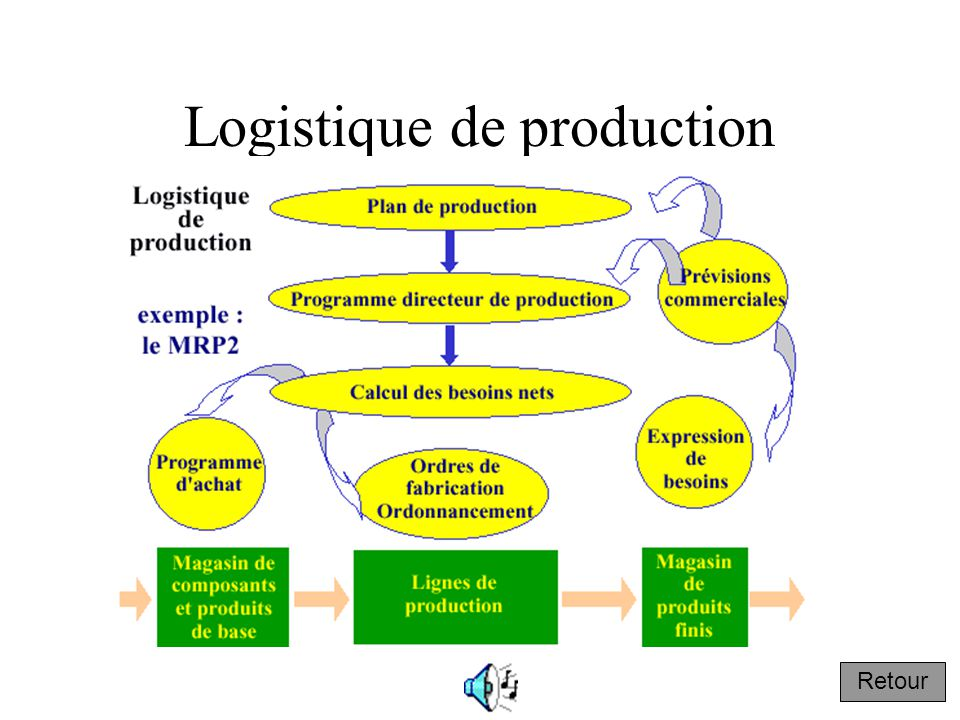 Logistique de production
Logistique
de
production
Plan de production
Prévisions
commerciales
Programme directeur de production
exemple :
le MRP2
Calcul des besoins nets
Programme
d'achat
Ordres de
fabrication
Ordonnancement
Expression
de
besoins
Magasin de
composants
et produits
de base
Lignes de
production
Magasin
de
produits
finis
Retour